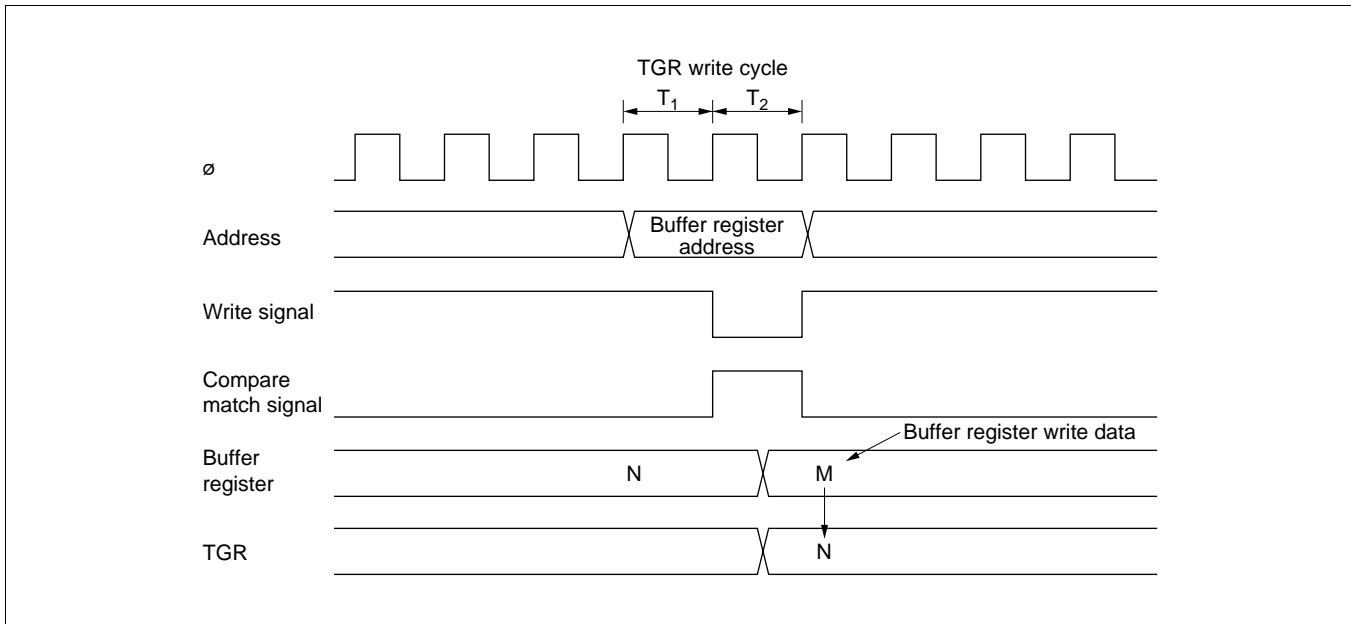 TGR write cycle
T1 T2
ø
Address
Buffer register
address
Write signal
Compare
match signal
Buffer register write data
Buffer
register
N M
TGR
N